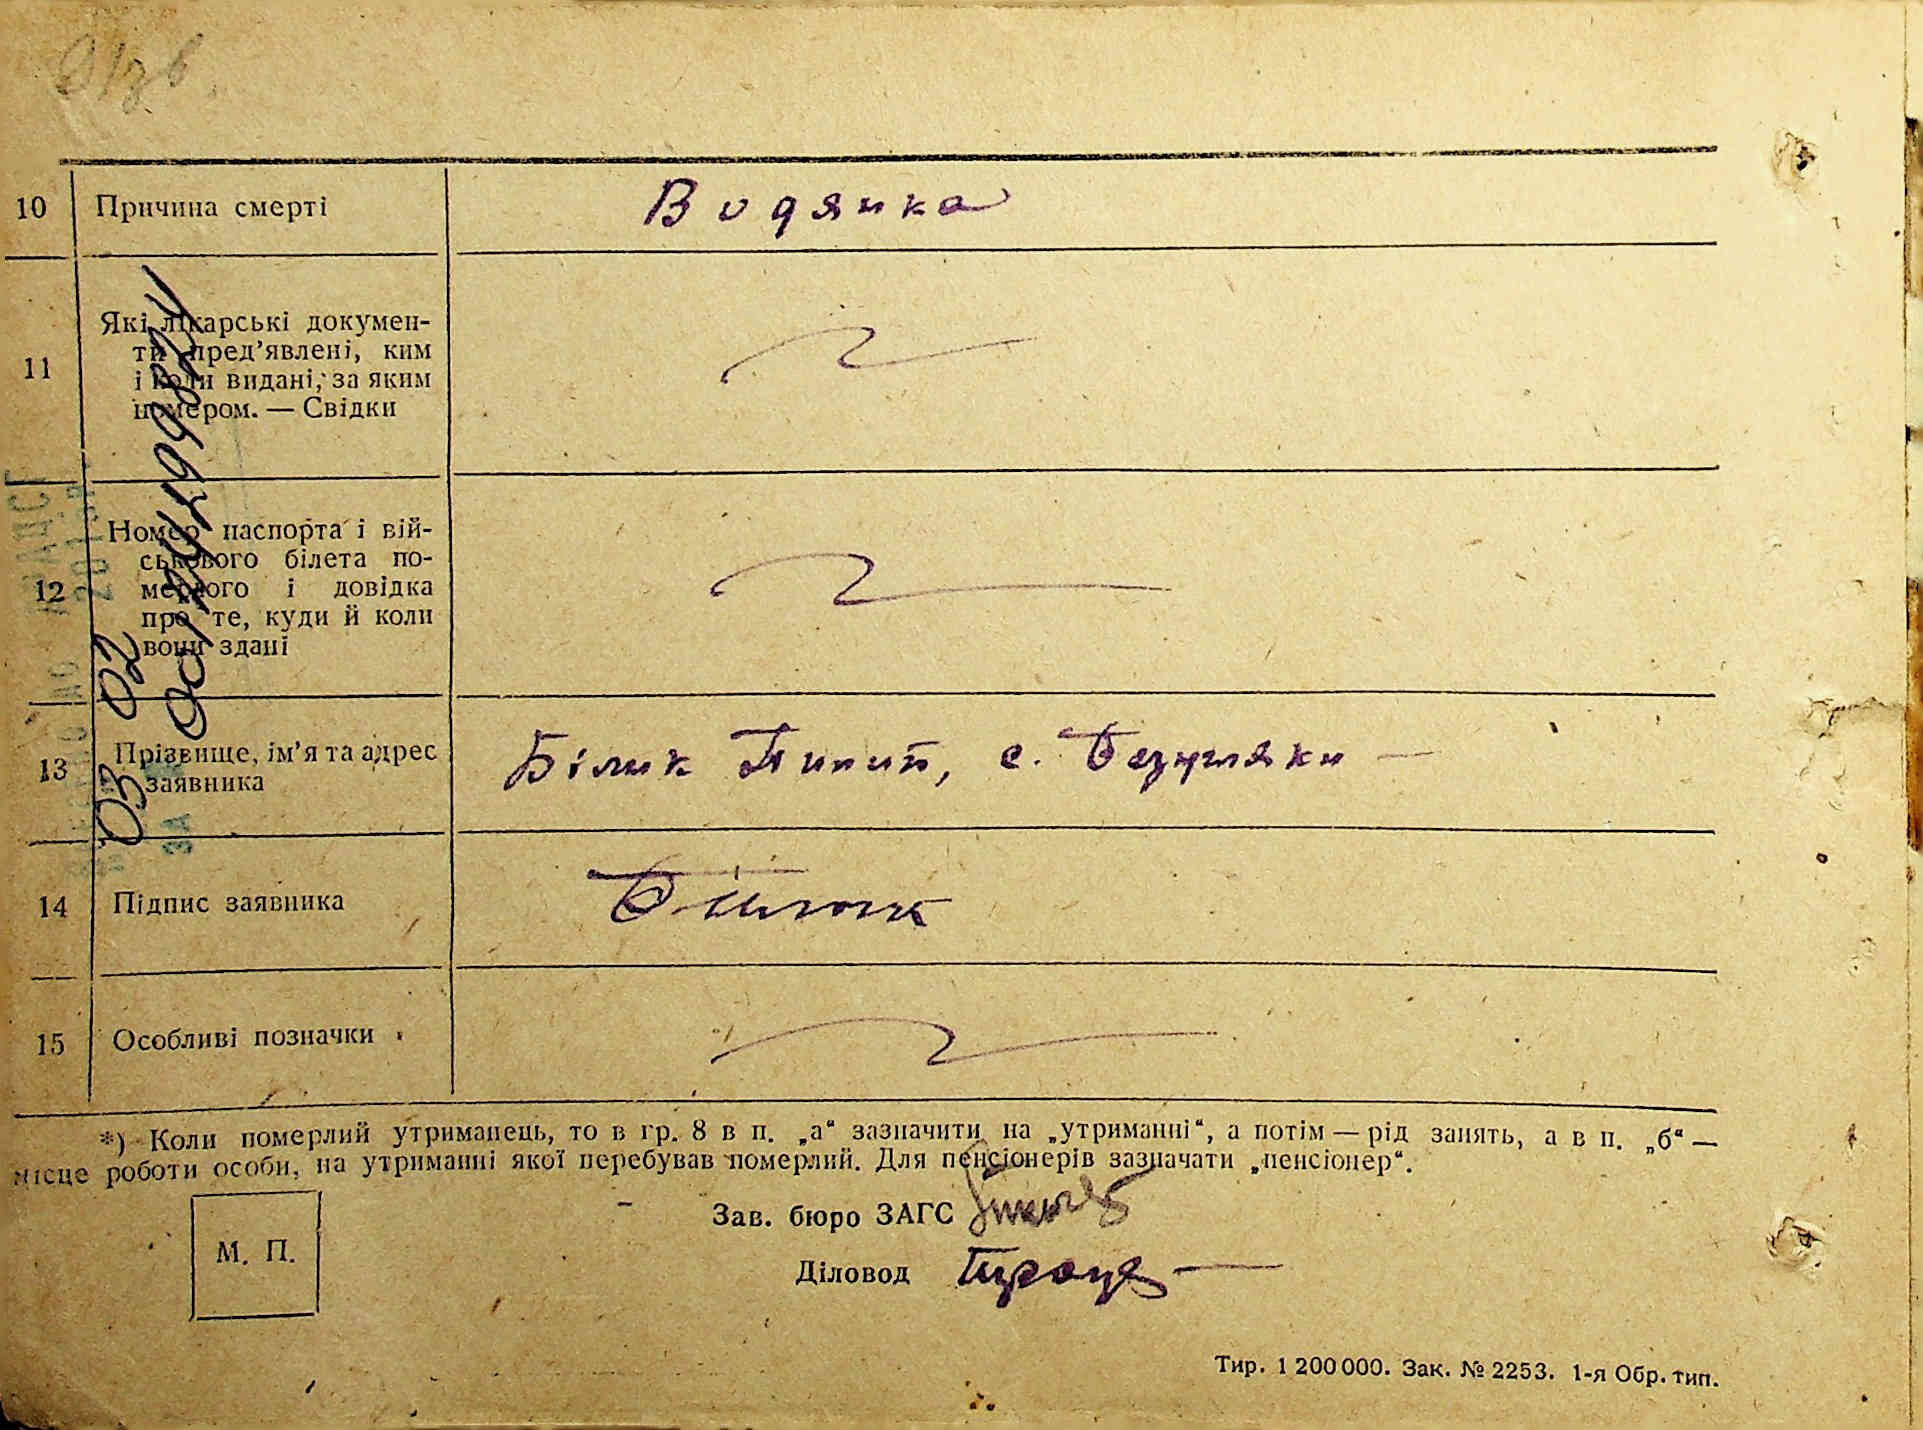 10 Причина смерті Водянка
11 Які лікарські докумен-
ти пред’явлені, ким
і коли видані, за яким
номером. — Свідки
12 Номер паспорта і вій-
ськового білета по-
мерлого і довідка
про те, куди й коли
вони здані
13 Прізвище, ім’я та адрес Білик Пилип, с. Безугляки —
заявника
14 Підпис заявника
15 Особливі позначки
*) Коли померлий утриманець, то в гр. 8 в п. „а“ зазначити на „утриманні“, а потім — рід занять, а в п. „б“ —
місце роботи особи, на утриманні якої перебував померлий. Для пенсіонерів зазначати „пенсіонер“.
М. П.
Зав. бюро ЗАГС
Діловод
Тир. 1 200 000. Зак. № 2253. 1-я Обр. тип.
02
03